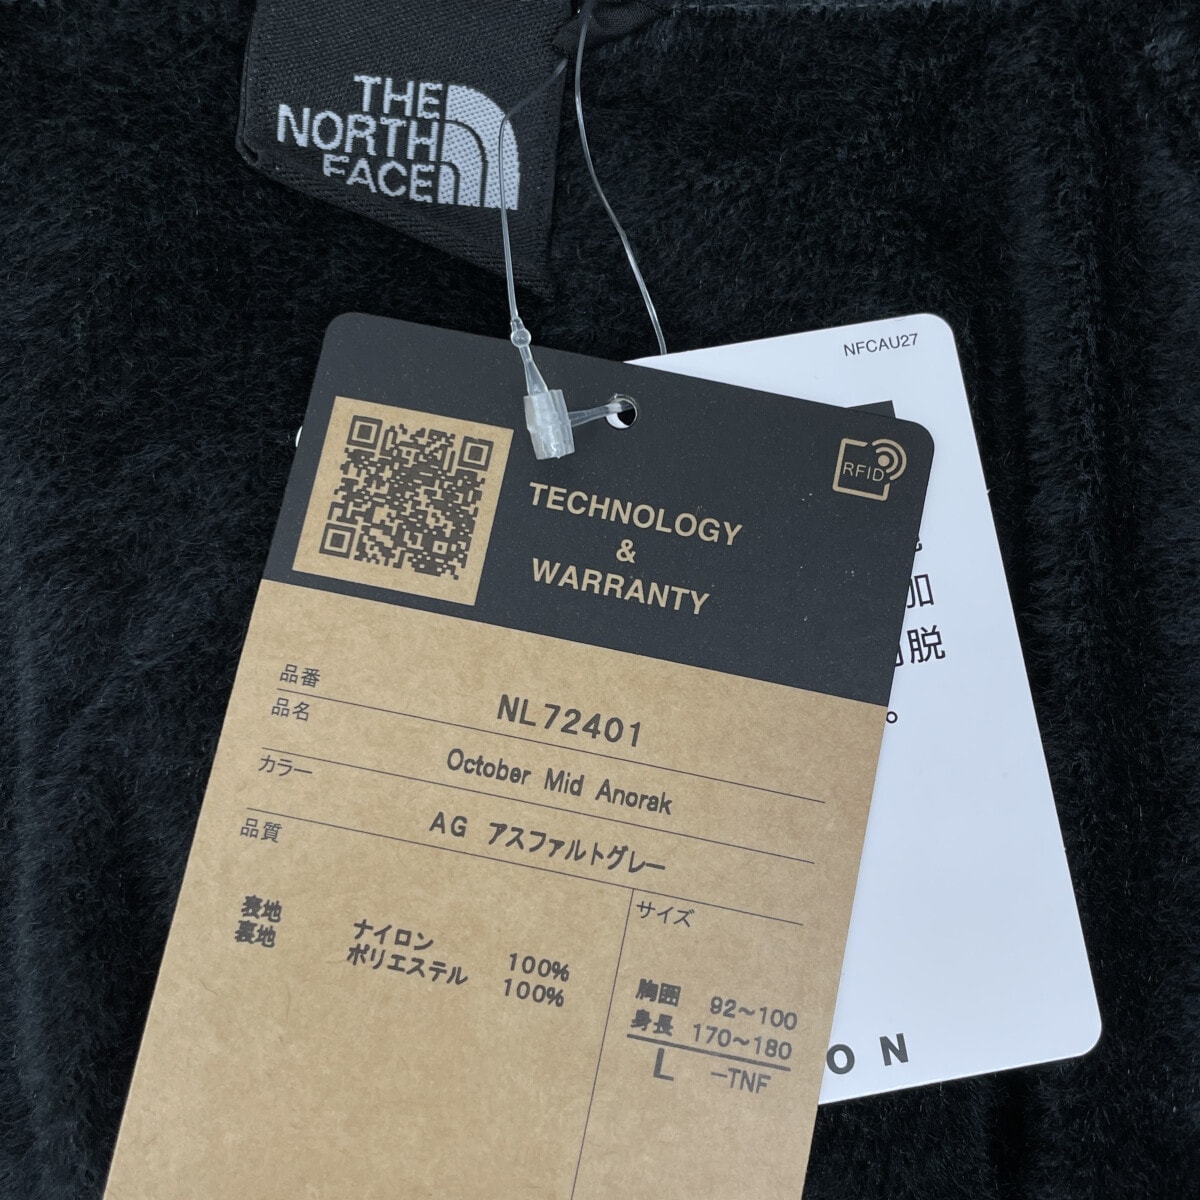 THE
NORTH
FACE
NFCAU27
RFID
TECHNOLOGY
&
WARRANTY
加
脱
。
品番 NL72401
品名 October Mid Anorak
カラー AG アスファルトグレー
品質
サイズ
表地 ナイロン 100%
裏地 ポリエステル 100%
胸囲 92~100
身長 170~180
L -TNF
ON